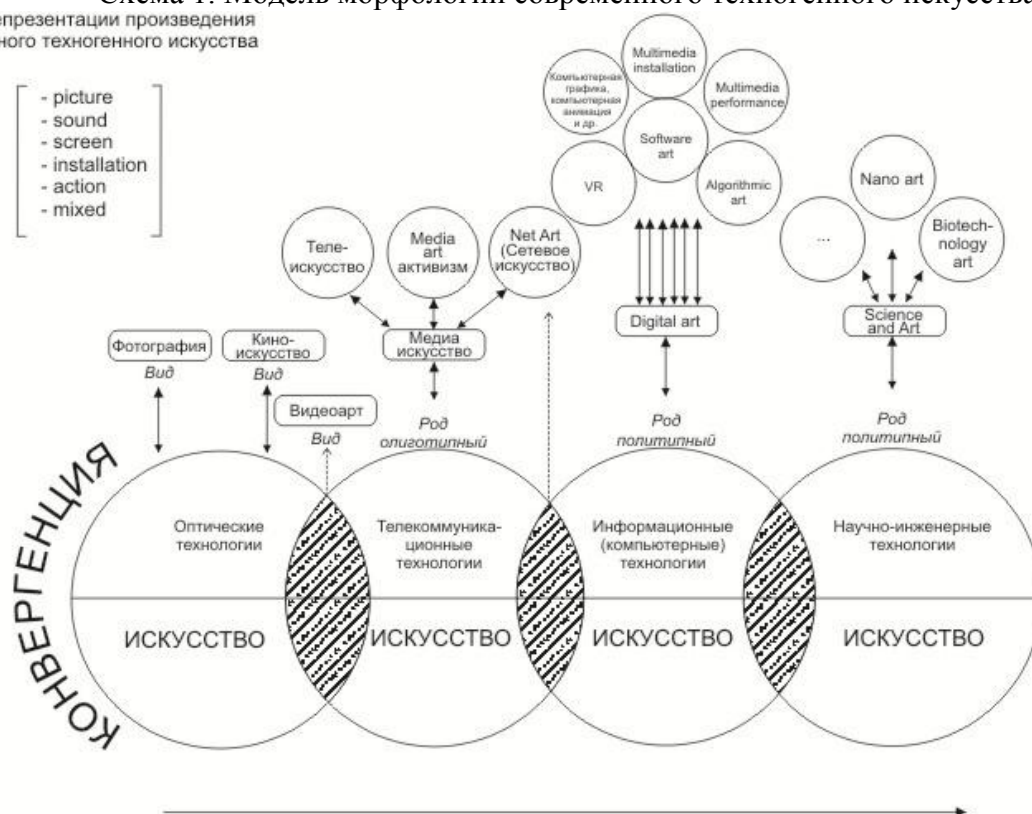 Схема 1. Модель морфологии современного техногенного искусства
репрезентации произведения
ного техногенного искусства
- picture
- sound
- screen
- installation
- action
- mixed
Компьютерная
графика,
компьютерная
анимация
и др.
Multimedia
installation
Multimedia
performance
Software
art
VR
Algorithmic
art
Nano art
...
Biotech-
nology
art
Теле-
искусство
Media
art
активизм
Net Art
(Сетевое
искусство)
Digital art
Science
and Art
Медиа
искусство
Фотография
Вид
Кино-
искусство
Вид
Видеоарт
Вид
Род
олиготипный
Род
политипный
Род
политипный
КОНВЕРГЕНЦИЯ
Оптические
технологии
Телекоммуника-
ционные
технологии
Информационные
(компьютерные)
технологии
Научно-инженерные
технологии
ИСКУССТВО
ИСКУССТВО
ИСКУССТВО
ИСКУССТВО